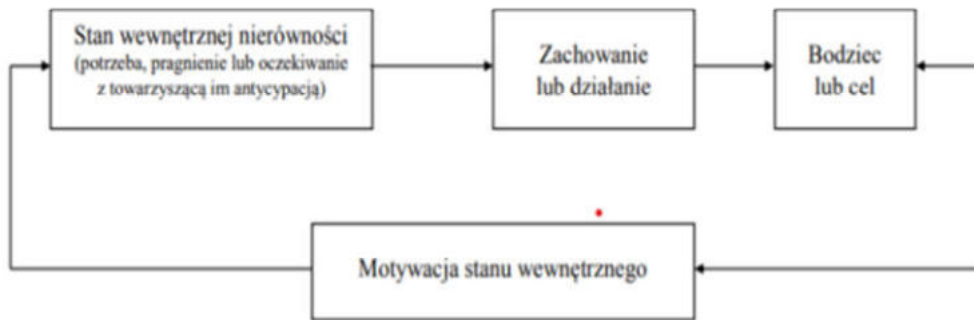 Stan wewnętrznej nierówności
(potrzeba, pragnienie lub oczekiwanie
z towarzyszącą im antycypacją)
Zachowanie
lub działanie
Bodziec
lub cel
Motywacja stanu wewnętrznego